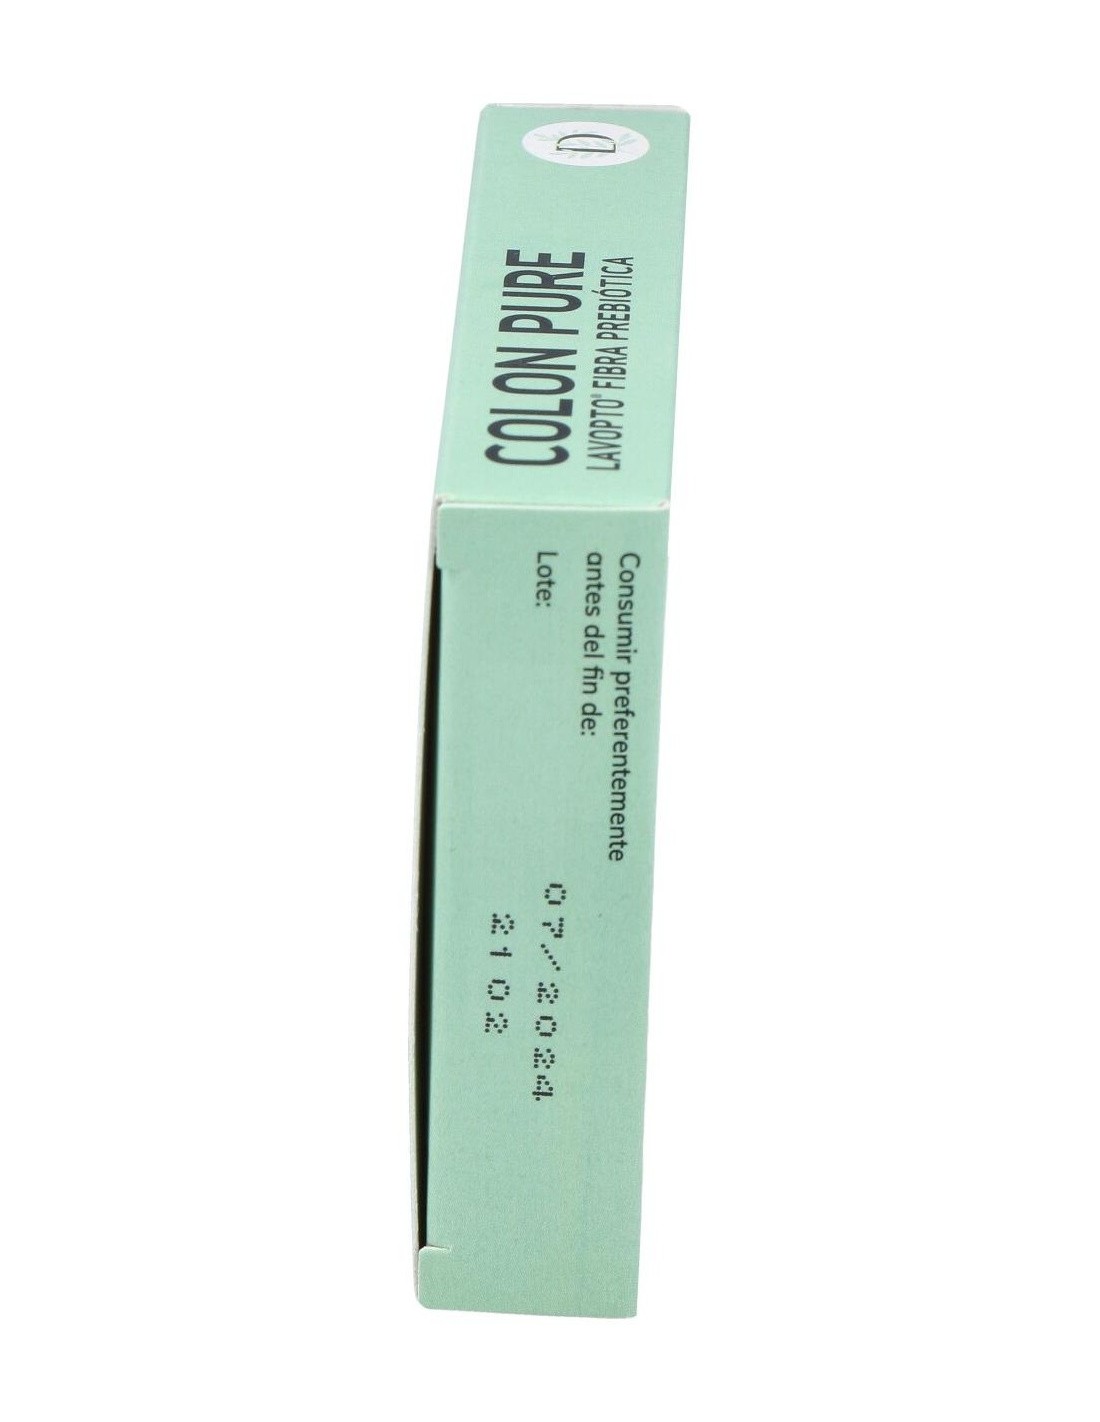 D
COLON PURE
LAVOPTO® FIBRA PREBIÓTICA
Consumir preferentemente
antes del fin de:
07/2024
Lote:
2102